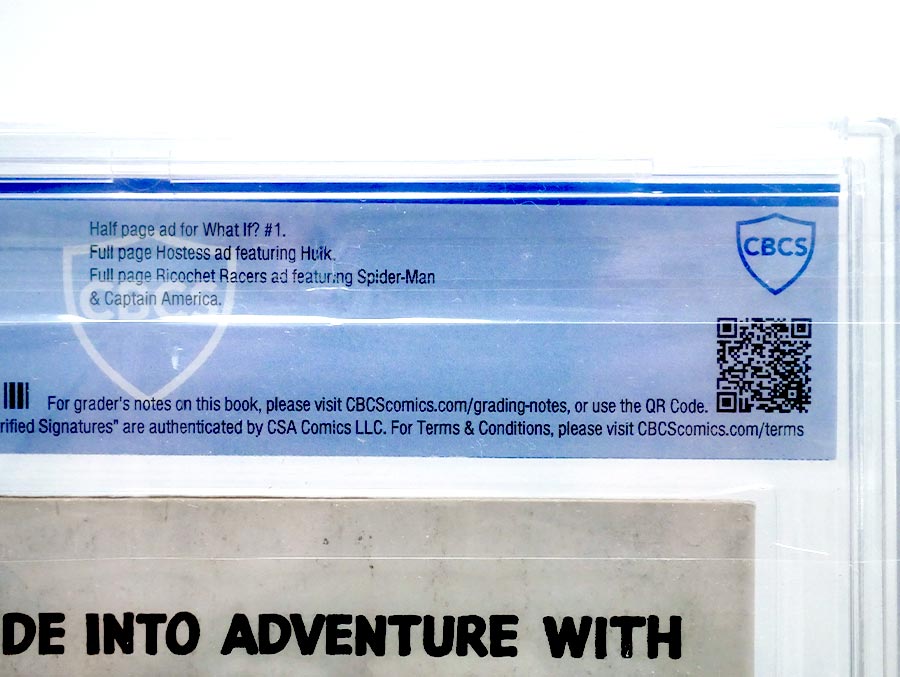 Half page ad for What If? #1.
Full page Hostess ad featuring Hulk.
Full page Ricochet Racers ad featuring Spider-Man
& Captain America.
CBCS
CBCS
For grader's notes on this book, please visit CBCScomics.com/grading-notes, or use the QR Code.
rified Signatures" are authenticated by CSA Comics LLC. For Terms & Conditions, please visit CBCScomics.com/terms
DE INTO ADVENTURE WITH